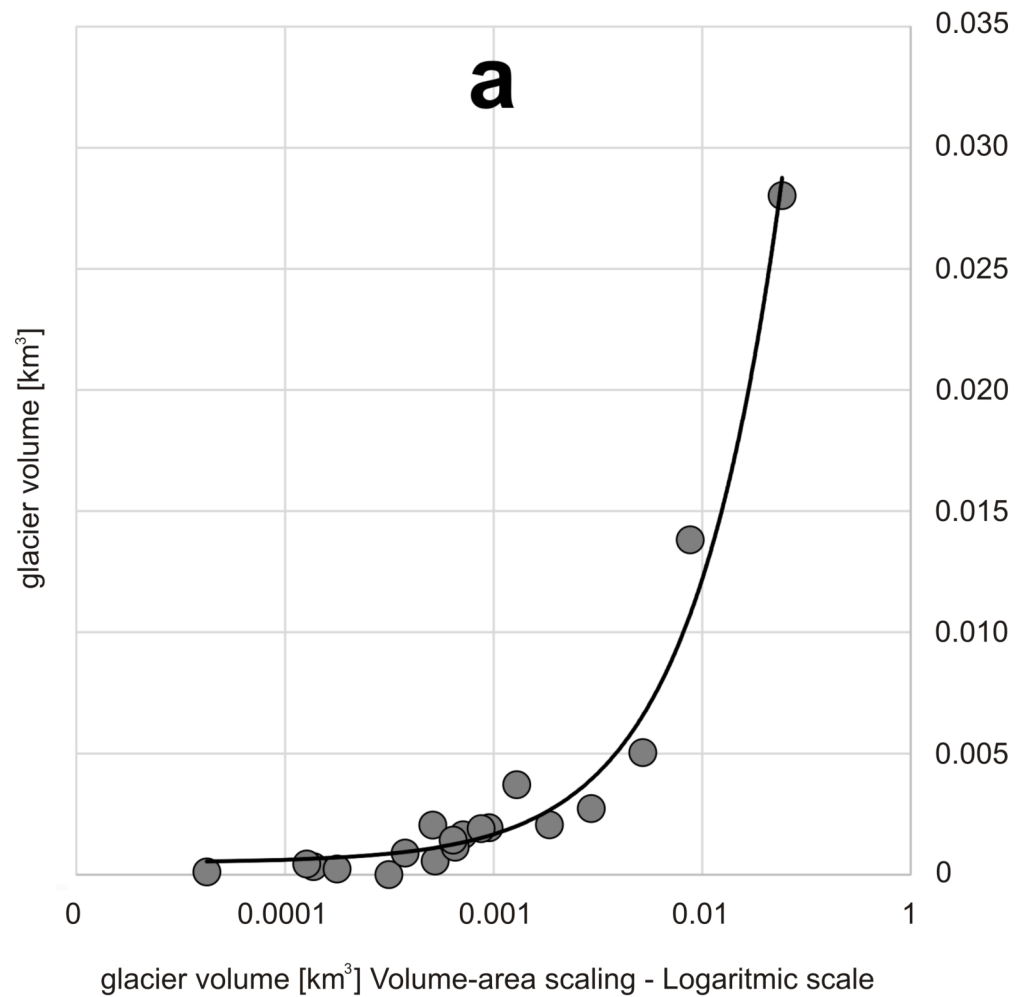 a
0.035
0.030
0.025
0.020
0.015
0.010
0.005
0
glacier volume [km³]
0 0.0001 0.001 0.01 1
glacier volume [km³] Volume-area scaling - Logaritmic scale